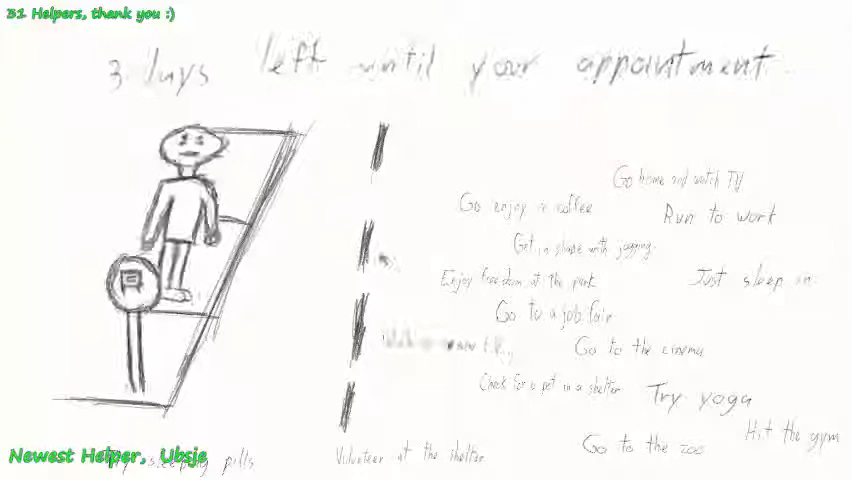 31 Helpers, thank you :)
3 days left until your appointment
Go home and watch TV
Go enjoy a coffee
Run to work
Get in shape with jogging
Enjoy freedom at the park
Just sleep in
Go to a job fair
Go to the cinema
Check for a pet in a shelter
Try yoga
Hit the gym
Go to the zoo
Newest Helper, Ubsje
Try sleeping pills
Volunteer at the shelter